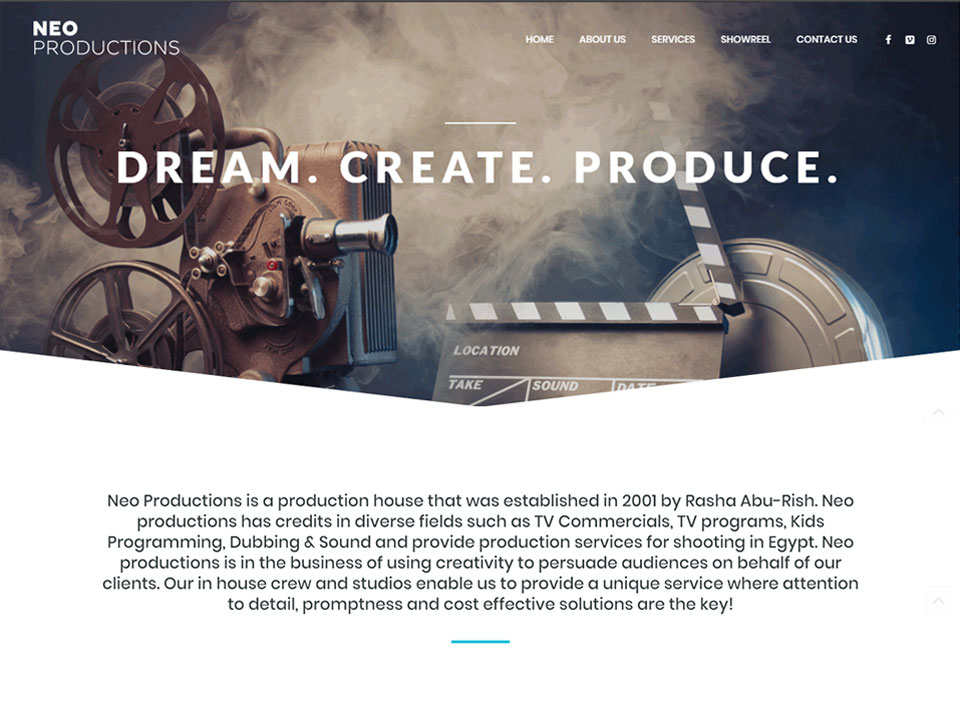 NEO
PRODUCTIONS
HOME ABOUT US SERVICES SHOWREEL CONTACT US
DREAM. CREATE. PRODUCE.
LOCATION
TAKE SOUND DATE
Neo Productions is a production house that was established in 2001 by Rasha Abu-Rish. Neo
productions has credits in diverse fields such as TV Commercials, TV programs, Kids
Programming, Dubbing & Sound and provide production services for shooting in Egypt. Neo
productions is in the business of using creativity to persuade audiences on behalf of our
clients. Our in house crew and studios enable us to provide a unique service where attention
to detail, promptness and cost effective solutions are the key!